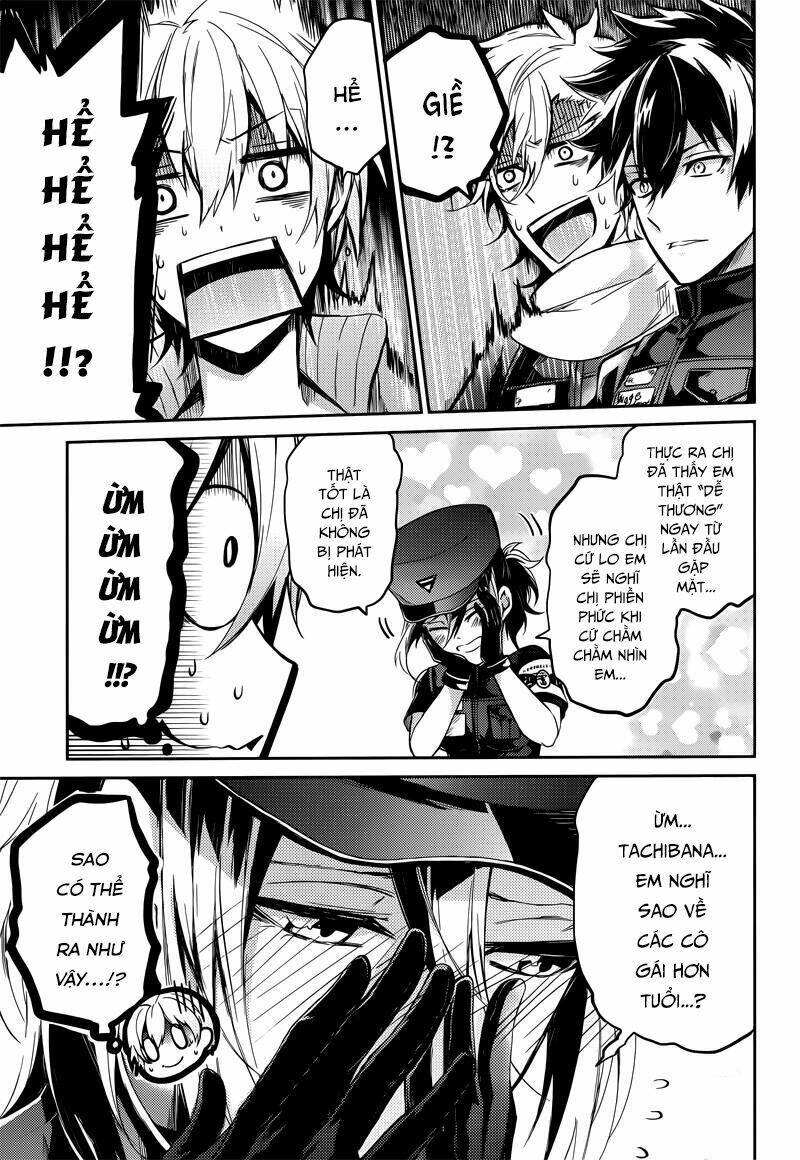 GIỀ
!?
HỂ
...
HỂ
HỂ
HỂ
HỂ
!!?
THỰC RA CHỊ
ĐÃ THẤY EM
THẬT "DỄ
THƯƠNG"
NGAY TỪ
LẦN ĐẦU
GẶP
MẶT...
NHƯNG CHỊ
CỨ LO EM
SẼ NGHĨ
CHỊ PHIỀN
PHỨC KHI
CỨ CHẰM
CHẰM NHÌN
EM...
THẬT
TỐT LÀ
CHỊ ĐÃ
KHÔNG
BỊ PHÁT
HIỆN.
ỪM
ỪM
ỪM
ỪM
!!?
ỪM...
TACHIBANA...
EM NGHĨ
SAO VỀ
CÁC CÔ
GÁI HƠN
TUỔI...?
SAO
CÓ THỂ
THÀNH
RA NHƯ
VẬY...!?